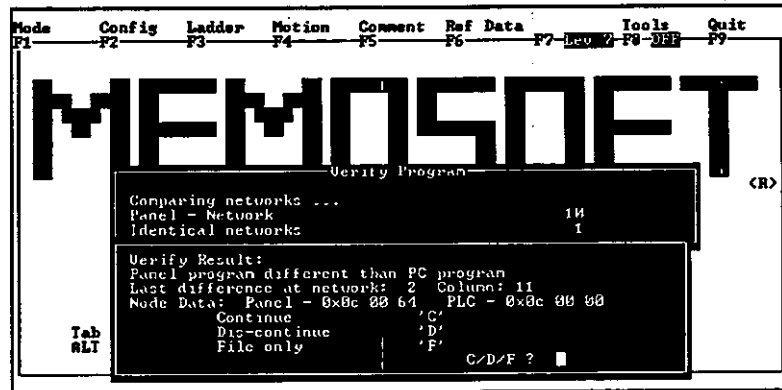 Mode Config Ladder Motion Comment Ref Data Tools Quit
F1 F2 F3 F4 F5 F6 F7 Lev ? F8 OFF F9
MEMOSOFT
<R>
Verify Program
Comparing networks ...
Panel - Network 10
Identical networks 1
Verify Result:
Panel program different than PC program
Last difference at network: 2 Column: 11
Node Data: Panel - 0x0c 00 64 PLC - 0x0c 00 00
Continue 'C'
Tab Dis-continue 'D'
ALT File only 'F'
C/D/F ?